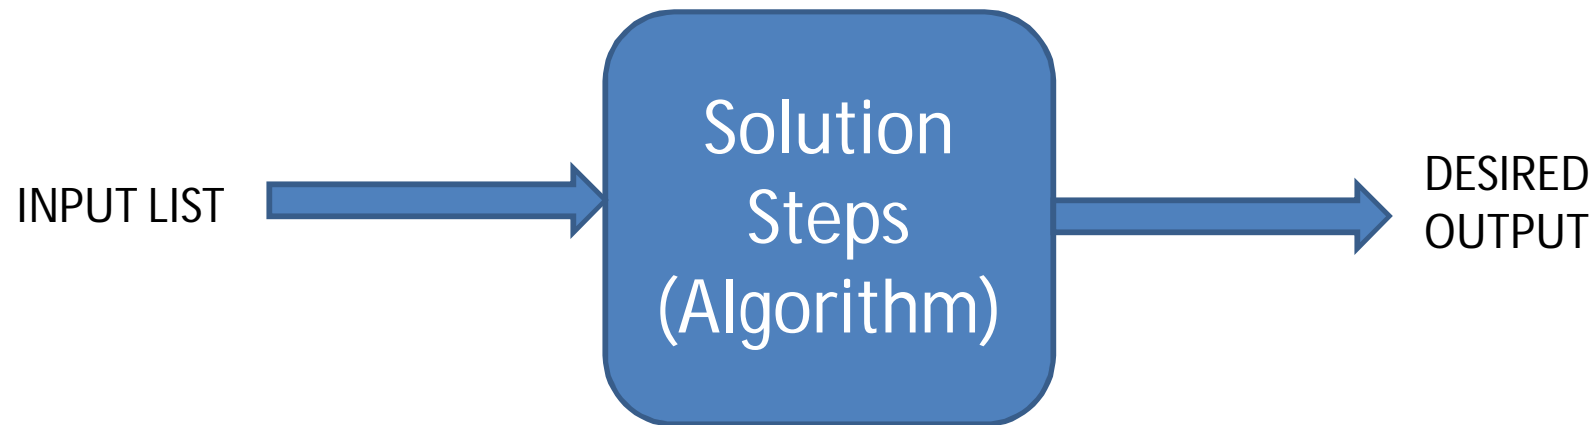 INPUT LIST
Solution
Steps
(Algorithm)
DESIRED
OUTPUT